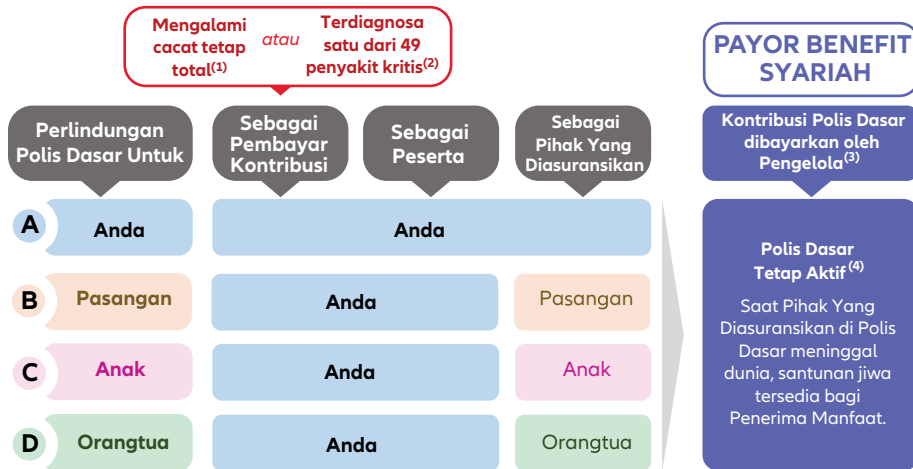 Mengalami
cacat tetap
total(1)
atau
Terdiagnosa
satu dari 49
penyakit kritis(2)
PAYOR BENEFIT
SYARIAH
Perlindungan
Polis Dasar Untuk
Sebagai
Pembayar
Kontribusi
Sebagai
Peserta
Sebagai
Pihak Yang
Diasuransikan
Kontribusi Polis Dasar
dibayarkan oleh
Pengelola(3)
A
Anda
Anda
B
Pasangan
Anda
Pasangan
C
Anak
Anda
Anak
D
Orangtua
Anda
Orangtua
Polis Dasar
Tetap Aktif(4)
Saat Pihak Yang
Diasuransikan di Polis
Dasar meninggal
dunia, santunan jiwa
tersedia bagi
Penerima Manfaat.